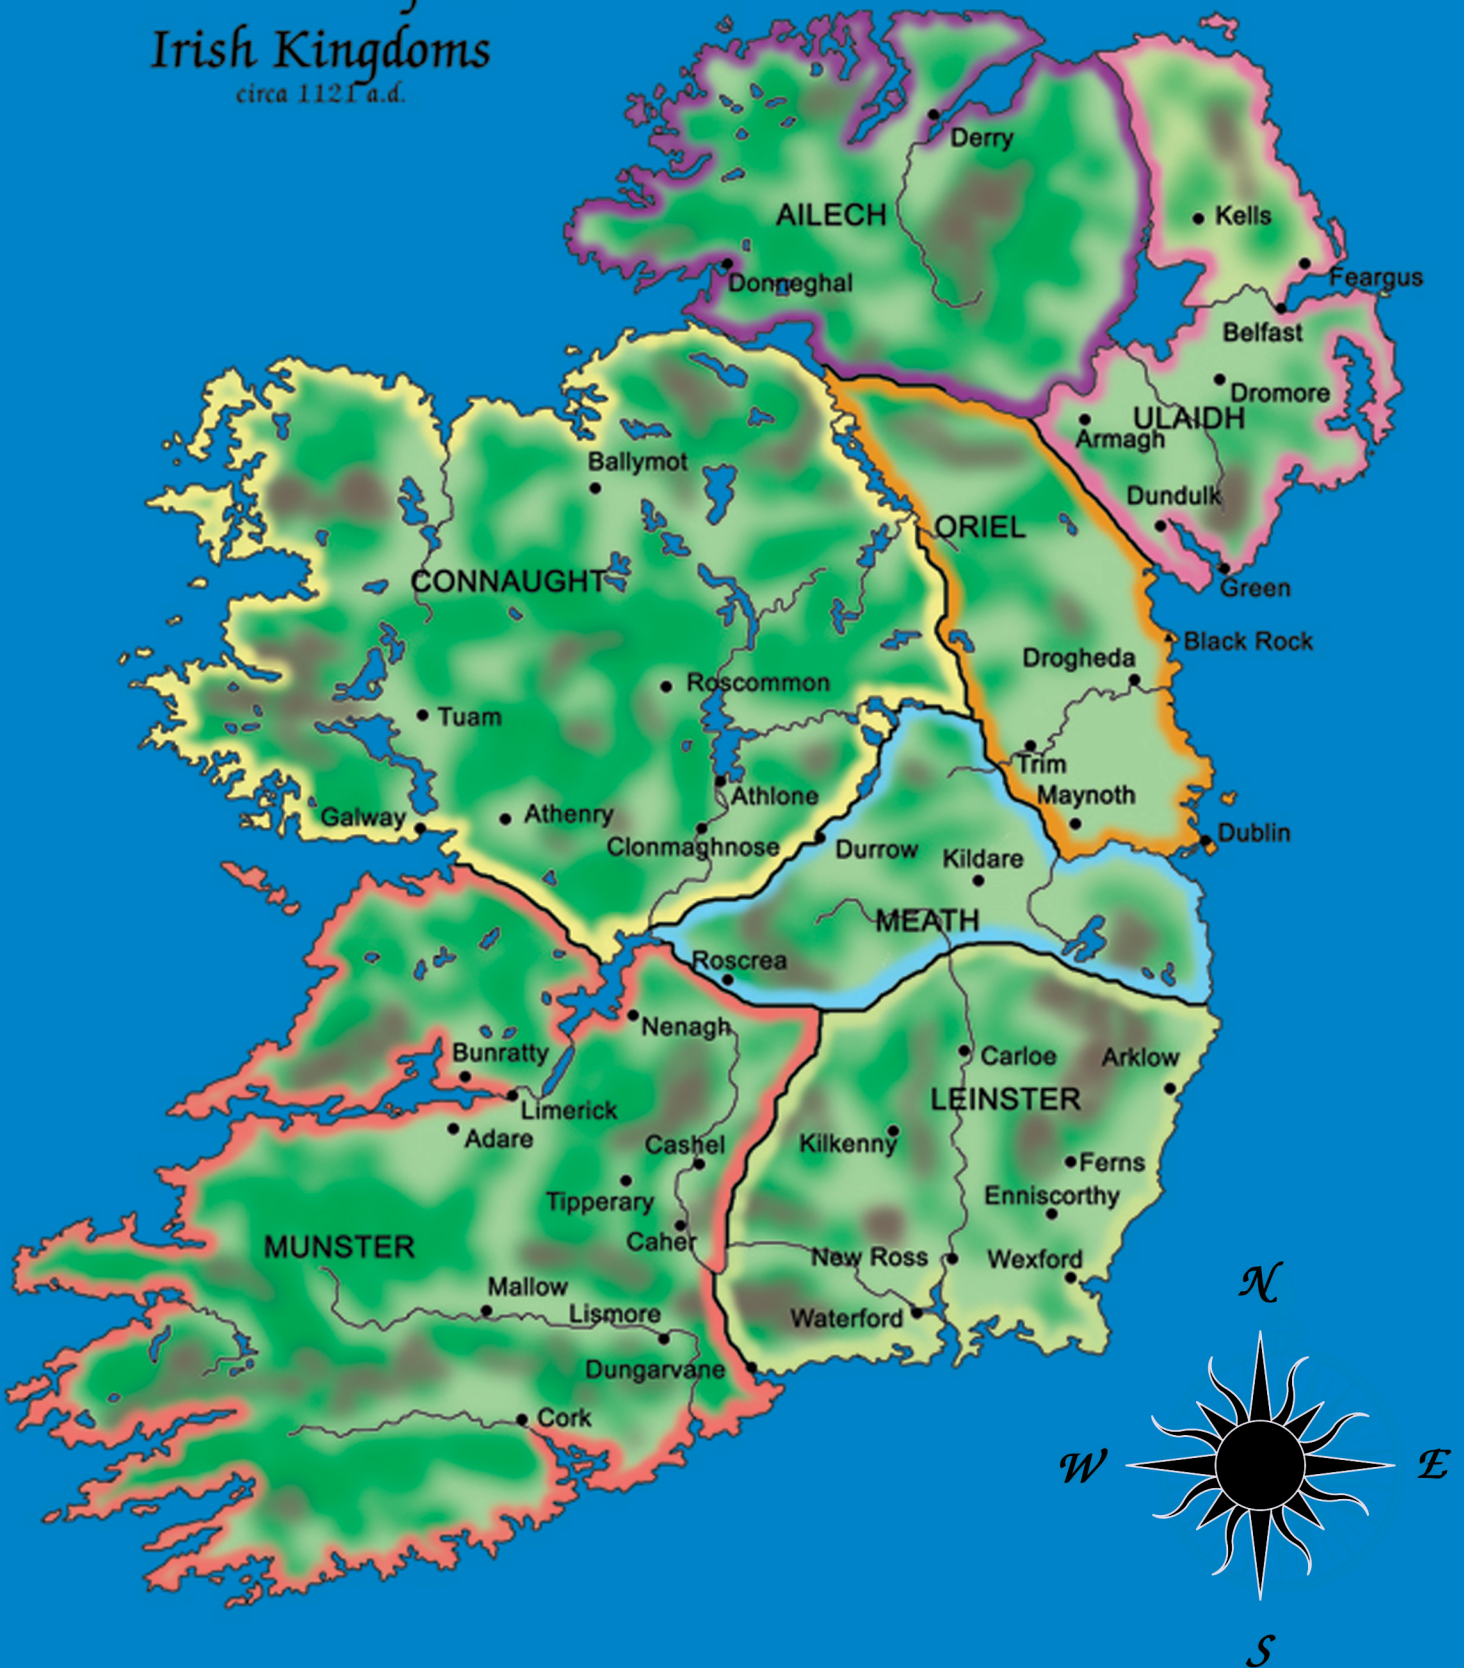 Irish Kingdoms
circa 1121 a.d.
Derry
AILECH
Kells
Donneghal
Feargus
Belfast
Dromore
ULAIDH
Armagh
Ballymot
Dundulk
ORIEL
CONNAUGHT
Green
Black Rock
Drogheda
Roscommon
Tuam
Trim
Athlone
Maynoth
Galway
Athenry
Dublin
Clonmaghnose
Durrow
Kildare
MEATH
Roscrea
Nenagh
Bunratty
Carloe
Arklow
LEINSTER
Limerick
Adare
Cashel
Kilkenny
Ferns
Tipperary
Enniscorthy
Caher
MUNSTER
New Ross
Wexford
Mallow
Lismore
Waterford
Dungarvane
Cork
N
W
E
S